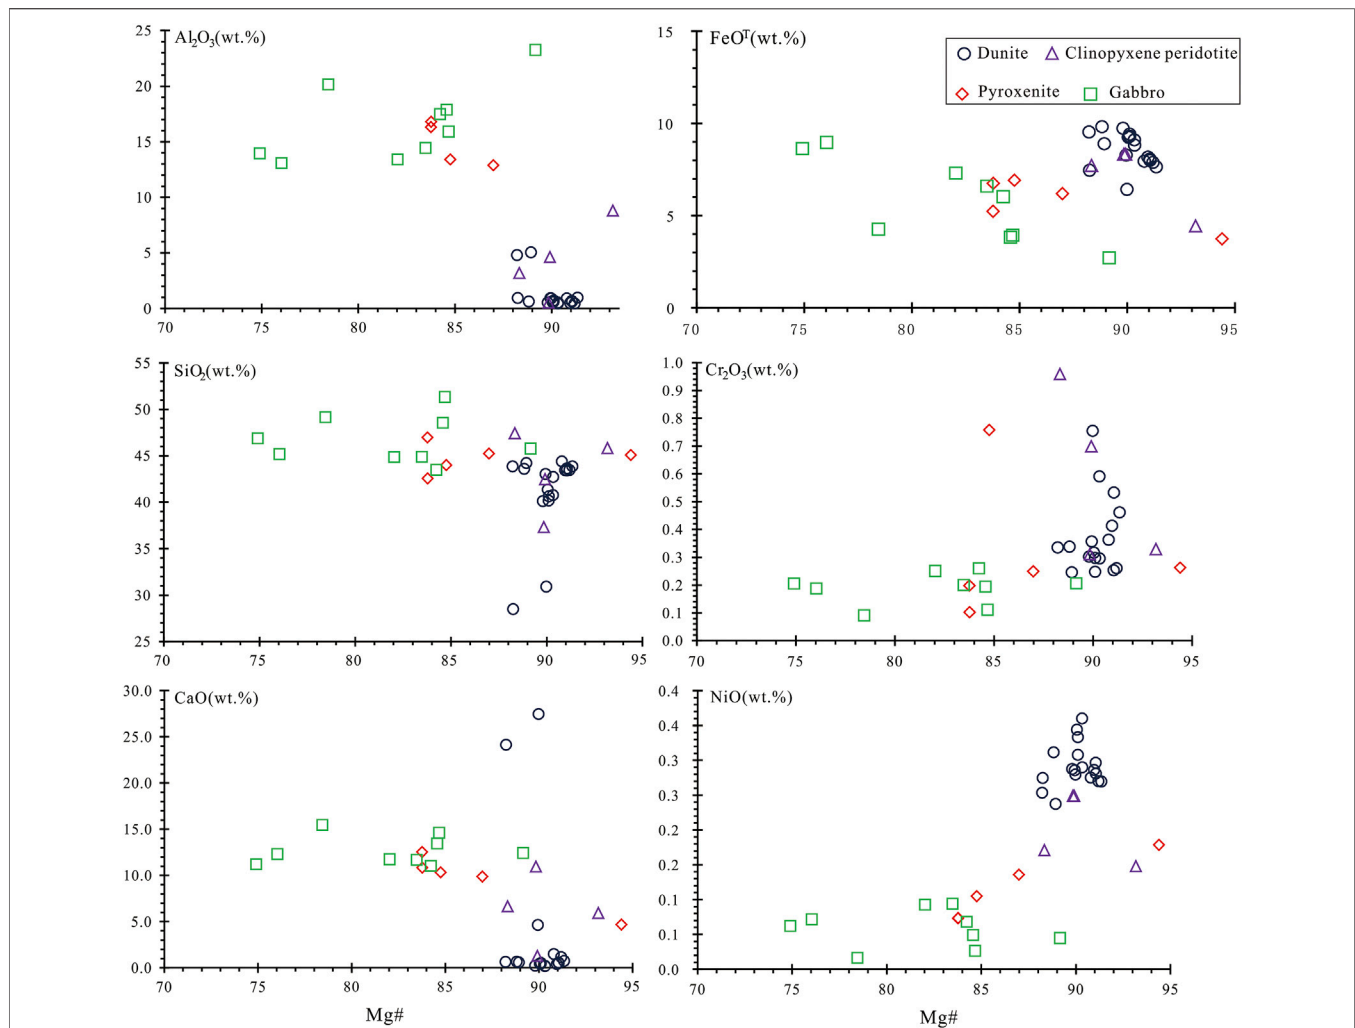 Al2O3(wt.%)
25
20
15
10
5
0
70 75 80 85 90
FeOT(wt.%)
Dunite Clinopyxene peridotite
Pyroxenite Gabbro
15
10
5
0
70 75 80 85 90 95
SiO2(wt.%)
55
50
45
40
35
30
25
70 75 80 85 90 95
Cr2O3(wt.%)
1.0
0.9
0.8
0.7
0.6
0.5
0.4
0.3
0.2
0.1
0.0
70 75 80 85 90 95
CaO(wt.%)
30.0
25.0
20.0
15.0
10.0
5.0
0.0
70 75 80 85 90 95
Mg#
NiO(wt.%)
0.4
0.4
0.3
0.3
0.2
0.2
0.1
0.1
0.0
70 75 80 85 90 95
Mg#